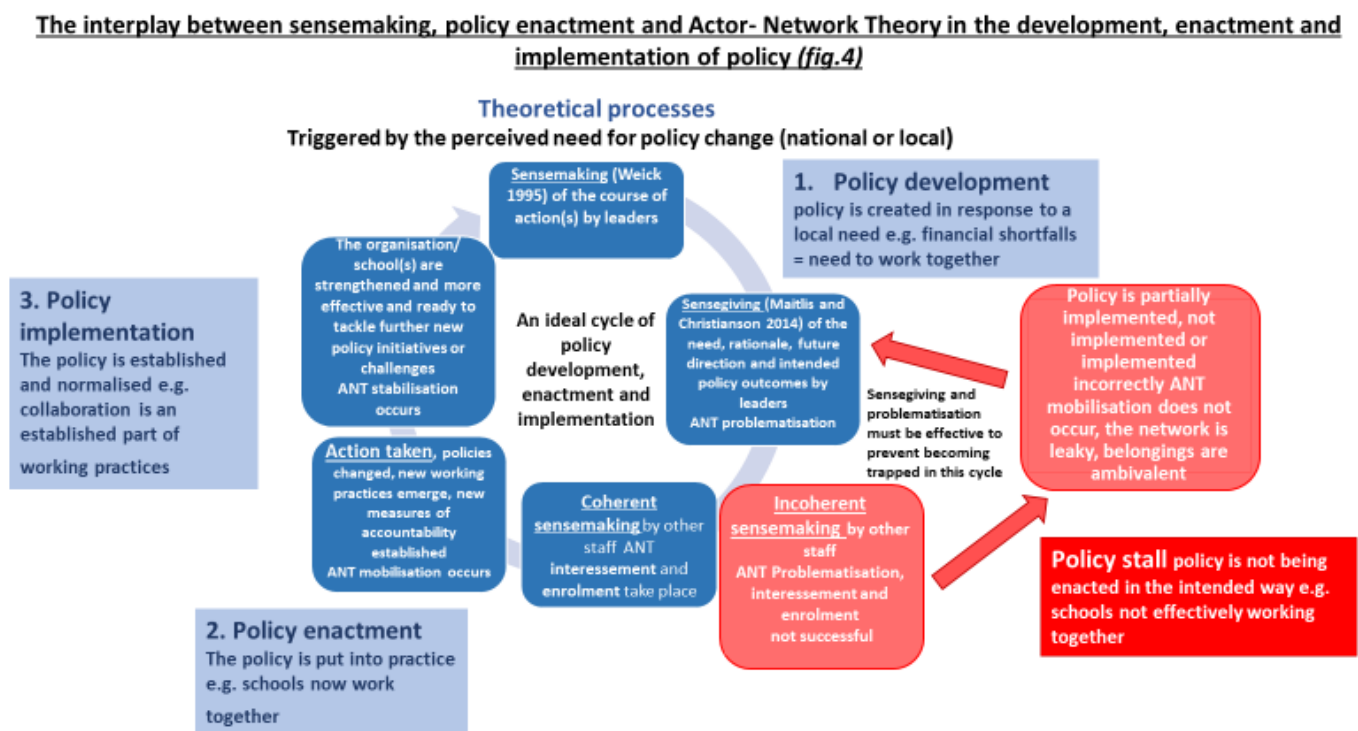 The interplay between sensemaking, policy enactment and Actor- Network Theory in the development, enactment and
implementation of policy (fig.4)
Theoretical processes
Triggered by the perceived need for policy change (national or local)
Sensemaking (Weick
1995) of the course of
action(s) by leaders
1. Policy development
policy is created in response to a
local need e.g. financial shortfalls
= need to work together
Sensegiving (Maitlis and
Christianson 2014) of the
need, rationale, future
direction and intended
policy outcomes by
leaders
ANT problematisation
Policy is partially
implemented, not
implemented or
implemented
incorrectly ANT
mobilisation does not
occur, the network is
leaky, belongings are
ambivalent
Sensegiving and
problematisation
must be effective to
prevent becoming
trapped in this cycle
Policy stall policy is not being
enacted in the intended way e.g.
schools not effectively working
together
Incoherent
sensemaking by other
staff
ANT Problematisation,
interessement and
enrolment
not successful
Coherent
sensemaking by other
staff ANT
interessement and
enrolment take place
2. Policy enactment
The policy is put into practice
e.g. schools now work
together
Action taken, policies
changed, new working
practices emerge, new
measures of
accountability
established
ANT mobilisation occurs
The organisation/
school(s) are
strengthened and more
effective and ready to
tackle further new
policy initiatives or
challenges
ANT stabilisation
occurs
3. Policy
implementation
The policy is established
and normalised e.g.
collaboration is an
established part of
working practices
An ideal cycle of
policy
development,
enactment and
implementation